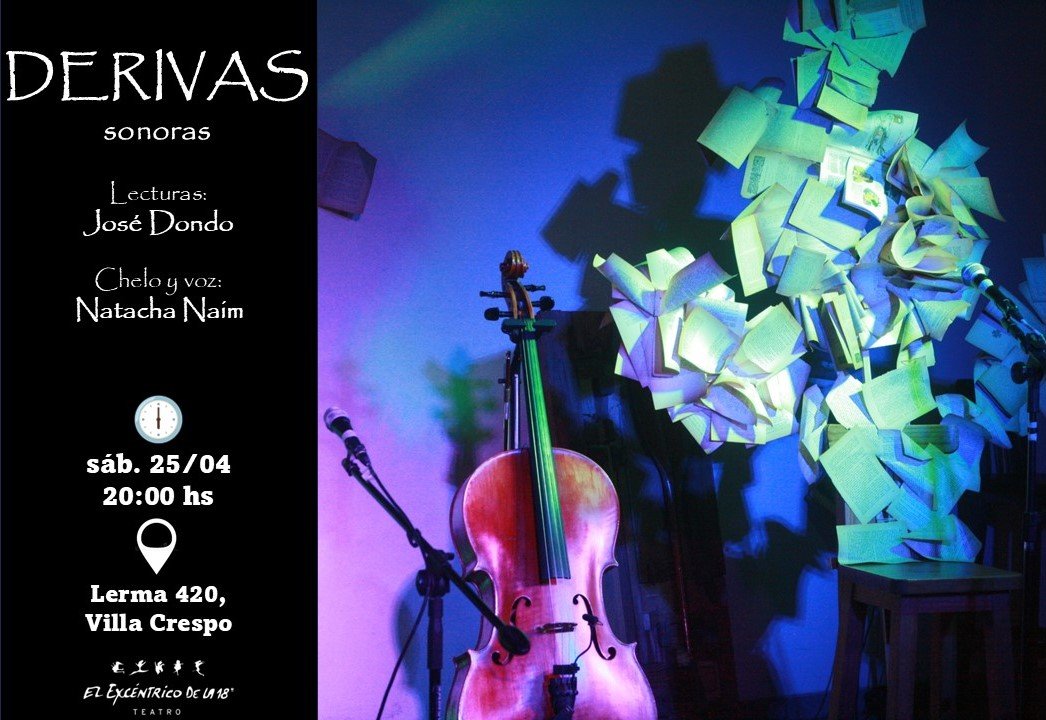 DERIVAS
sonoras
Lecturas:
José Dondo
Chelo y voz:
Natacha Naím
sáb. 25/04
20:00 hs
Lerma 420,
Villa Crespo
EL EXCÉNTRICO DE LA 18ª
TEATRO